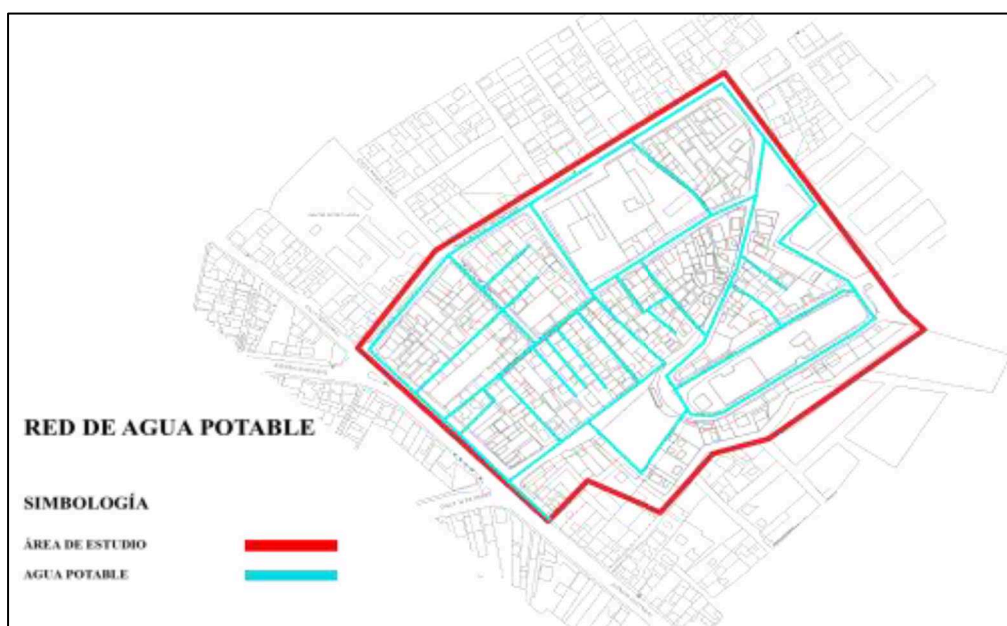 RED DE AGUA POTABLE
SIMBOLOGÍA
ÁREA DE ESTUDIO
AGUA POTABLE